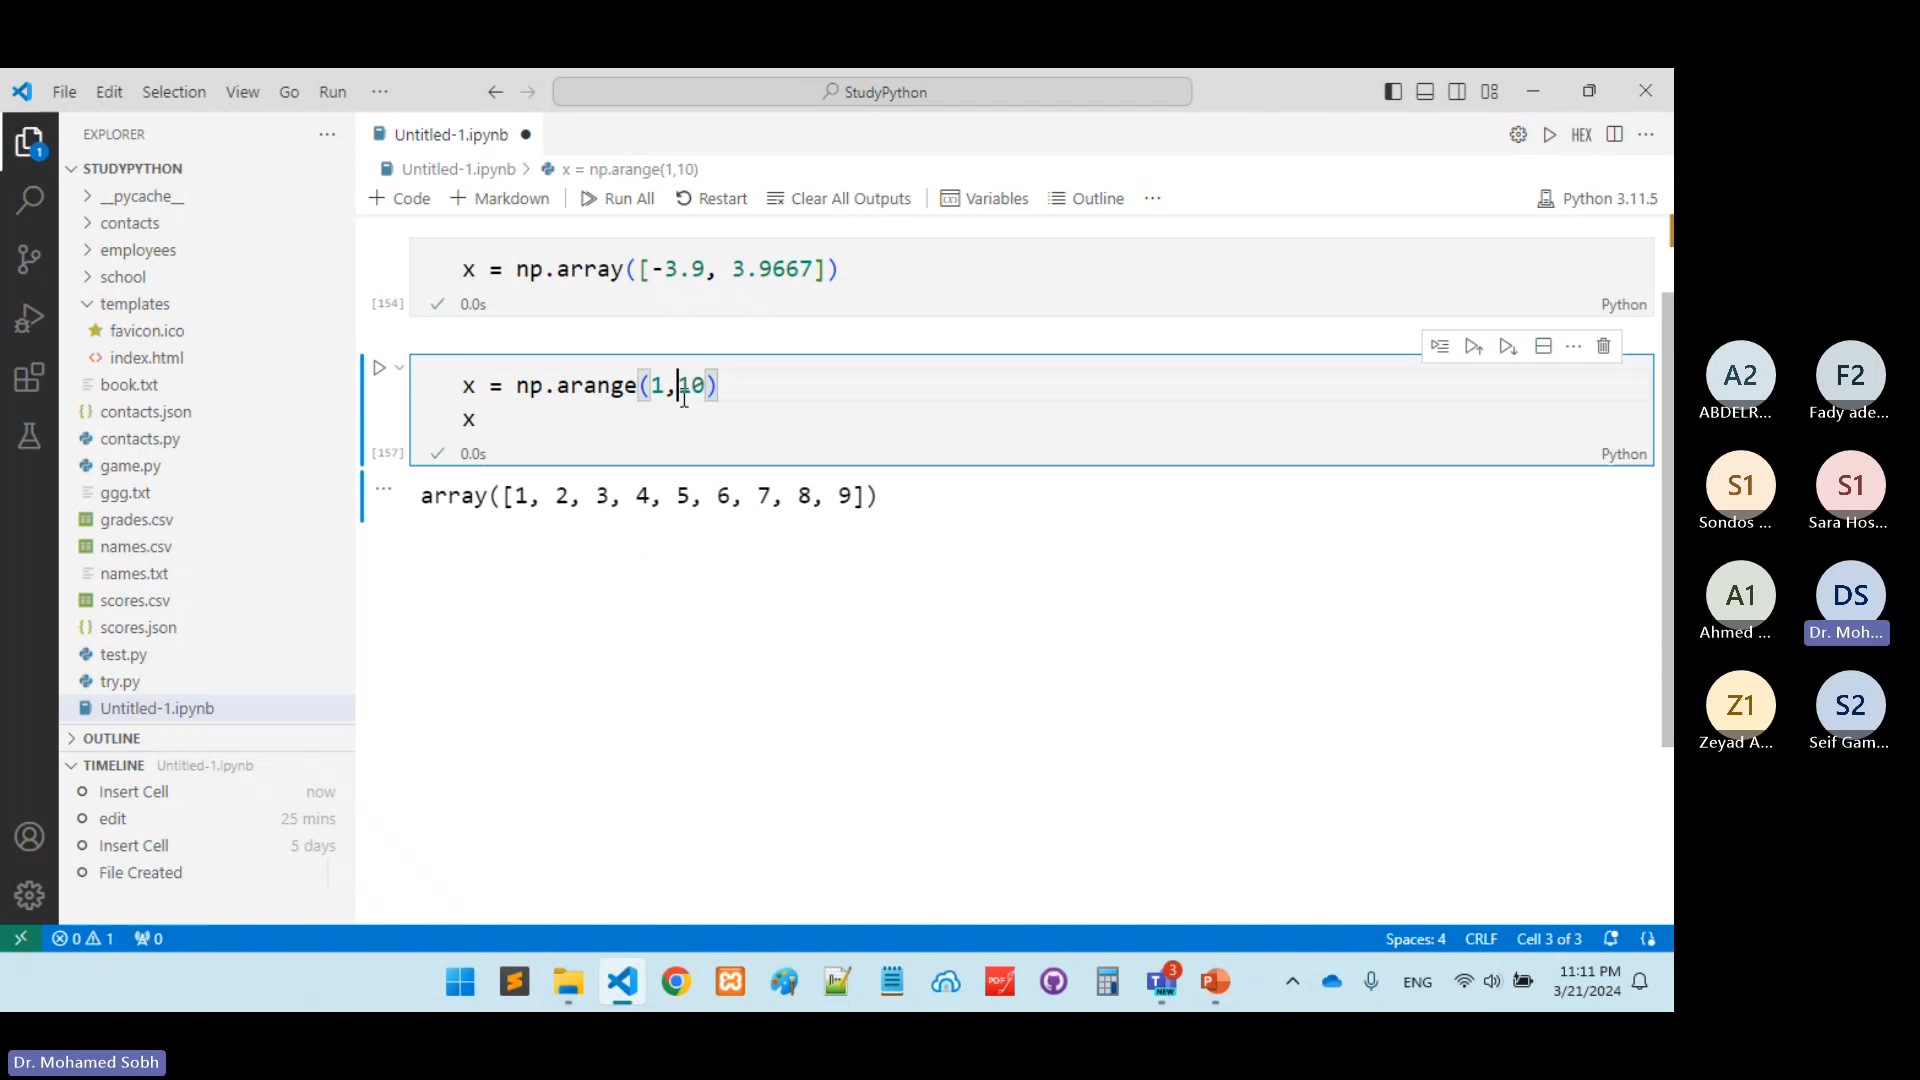 File Edit Selection View Go Run ···
StudyPython
EXPLORER ···
Untitled-1.ipynb
HEX ···
1
STUDYPYTHON
Untitled-1.ipynb > x = np.arange(1,10)
__pycache__
contacts
employees
school
templates
favicon.ico
index.html
book.txt
contacts.json
contacts.py
game.py
ggg.txt
grades.csv
names.csv
names.txt
scores.csv
scores.json
test.py
try.py
Untitled-1.ipynb
OUTLINE
TIMELINE Untitled-1.ipynb
Insert Cell now
edit 25 mins
Insert Cell 5 days
File Created
+ Code + Markdown Run All Restart Clear All Outputs Variables Outline ··· Python 3.11.5
x = np.array([-3.9, 3.9667])
[154] 0.0s Python
x = np.arange(1,10)
x
[157] 0.0s Python
array([1, 2, 3, 4, 5, 6, 7, 8, 9])
0 1 0
Spaces: 4 CRLF Cell 3 of 3
3
NEW
PDF
ENG
11:11 PM
3/21/2024
A2
ABDELR...
F2
Fady ade...
S1
Sondos ...
S1
Sara Hos...
A1
Ahmed ...
DS
Dr. Moh...
Z1
Zeyad A...
S2
Seif Gam...
Dr. Mohamed Sobh